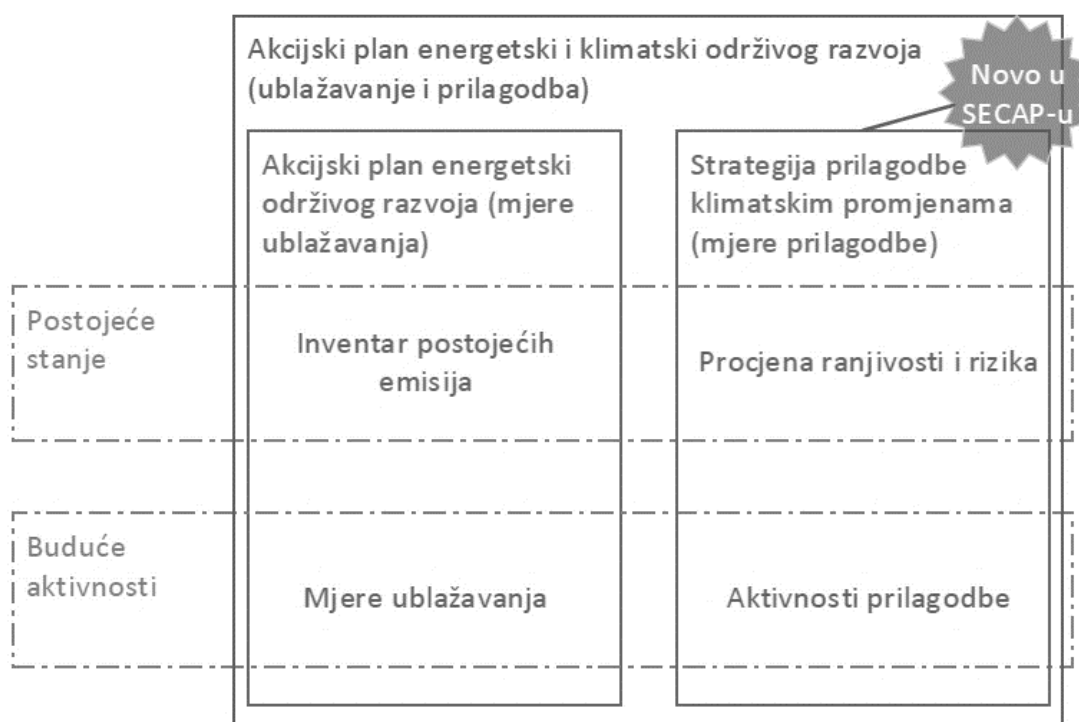 Akcijski plan energetski i klimatski održivog razvoja
(ublažavanje i prilagodba)
Novo u
SECAP-u
Akcijski plan energetski
održivog razvoja (mjere
ublažavanja)
Strategija prilagodbe
klimatskim promjenama
(mjere prilagodbe)
Postojeće
stanje
Inventar postojećih
emisija
Procjena ranjivosti i rizika
Buduće
aktivnosti
Mjere ublažavanja
Aktivnosti prilagodbe